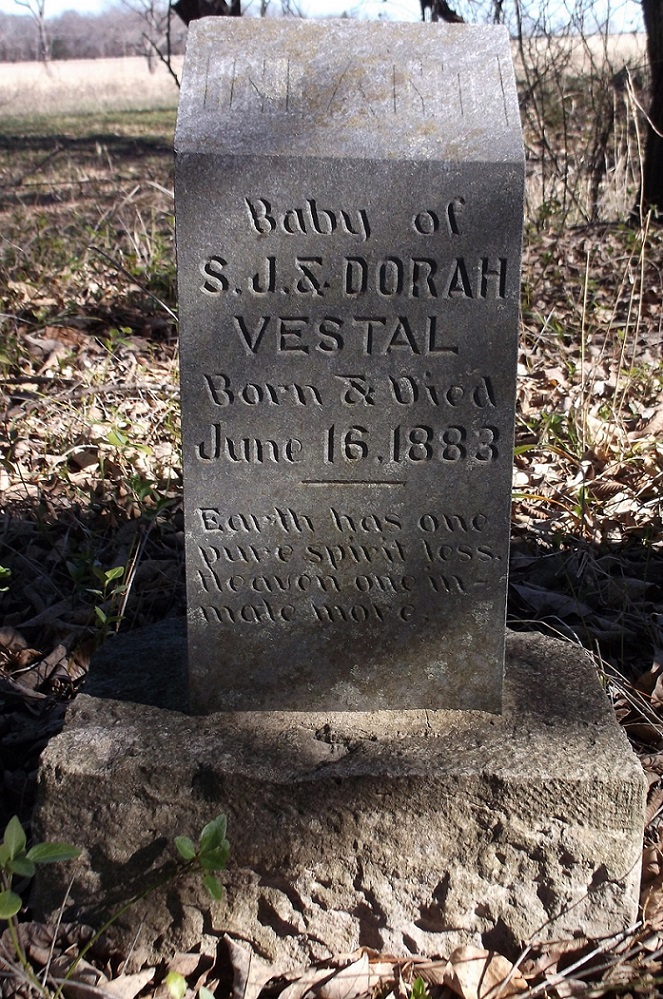 INFANT
Baby of
S. J. & DORAH
VESTAL
Born & Died
June 16, 1883
Earth has one
pure spirit less.
Heaven one in-
mate more.